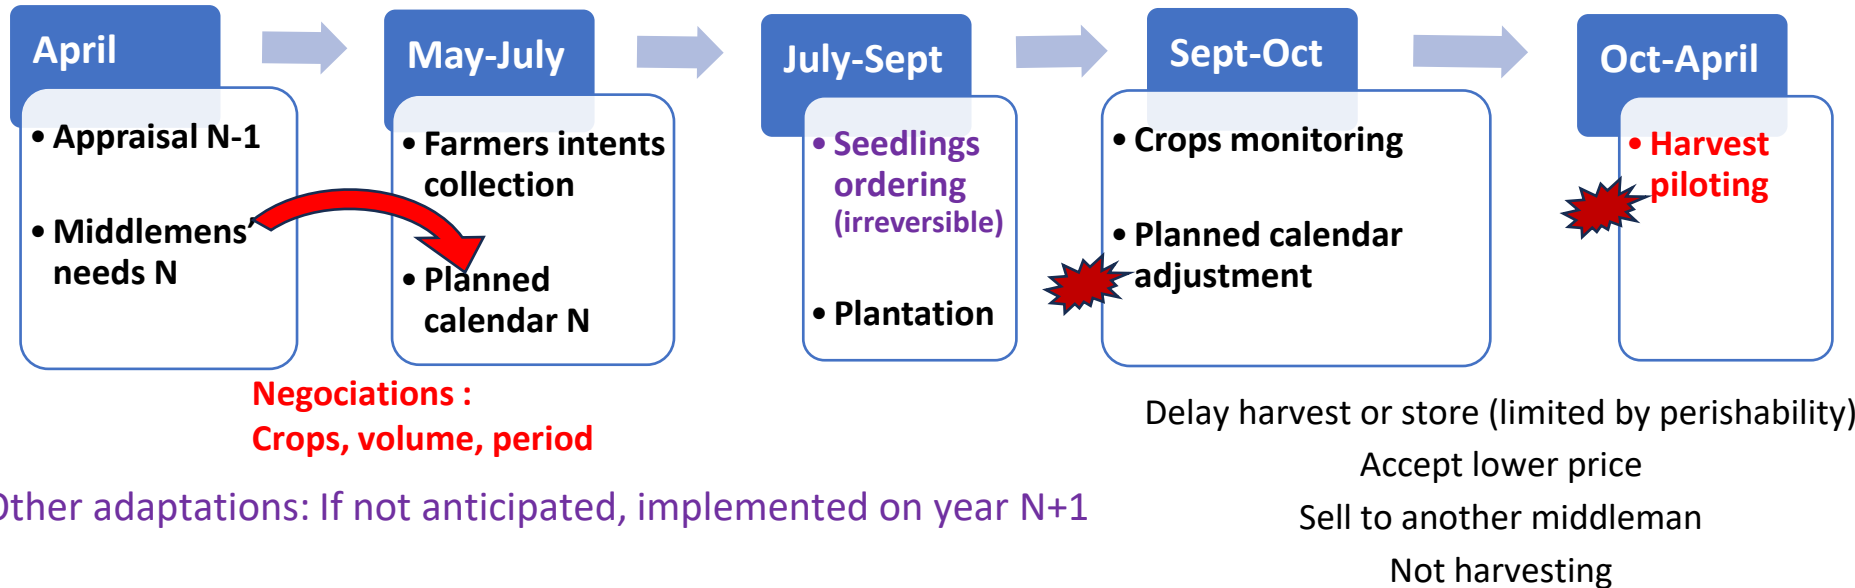 April
• Appraisal N-1
• Middlemens'
needs N
May-July
• Farmers intents
collection
• Planned
calendar N
July-Sept
• Seedlings
ordering
(irreversible)
• Plantation
Sept-Oct
• Crops monitoring
• Planned calendar
adjustment
Oct-April
• Harvest
piloting
Negociations :
Crops, volume, period
Other adaptations: If not anticipated, implemented on year N+1
Delay harvest or store (limited by perishability)
Accept lower price
Sell to another middleman
Not harvesting